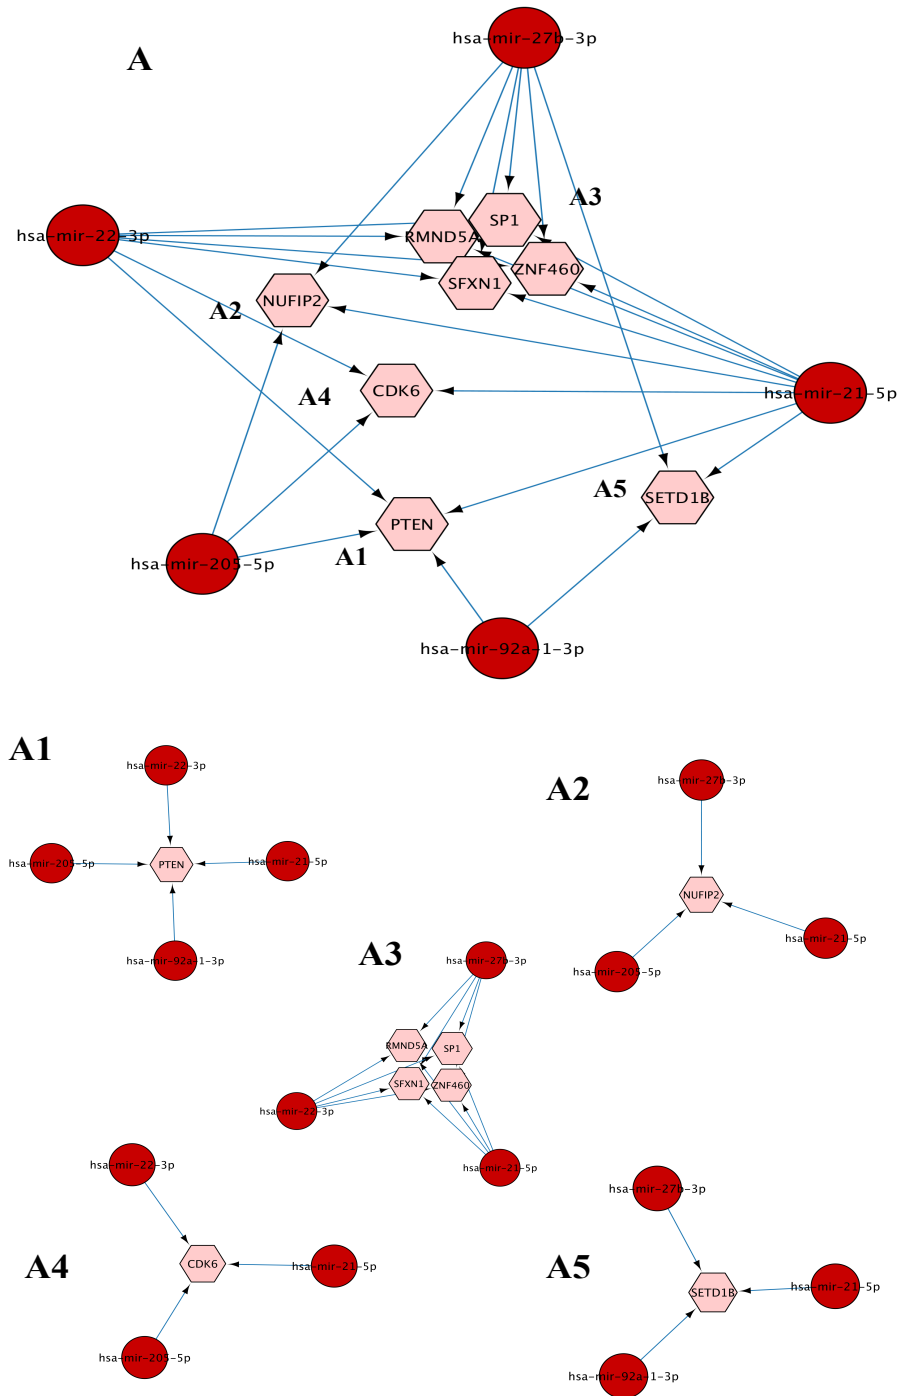 hsa-mir-27b-3p
A
A3
SP1
hsa-mir-22-3p
RMND5A
ZNF460
SFXN1
NUFIP2
A2
CDK6
hsa-mir-21-5p
A4
A5
SETD1B
PTEN
A1
hsa-mir-205-5p
hsa-mir-92a-1-3p
A1
hsa-mir-22-3p
hsa-mir-205-5p
PTEN
hsa-mir-21-5p
hsa-mir-92a-1-3p
A2
hsa-mir-27b-3p
NUFIP2
hsa-mir-21-5p
hsa-mir-205-5p
A3
hsa-mir-27b-3p
RMND5A
SP1
SFXN1
ZNF460
hsa-mir-22-3p
hsa-mir-21-5p
A4
hsa-mir-22-3p
CDK6
hsa-mir-21-5p
hsa-mir-205-5p
A5
hsa-mir-27b-3p
SETD1B
hsa-mir-21-5p
hsa-mir-92a-1-3p